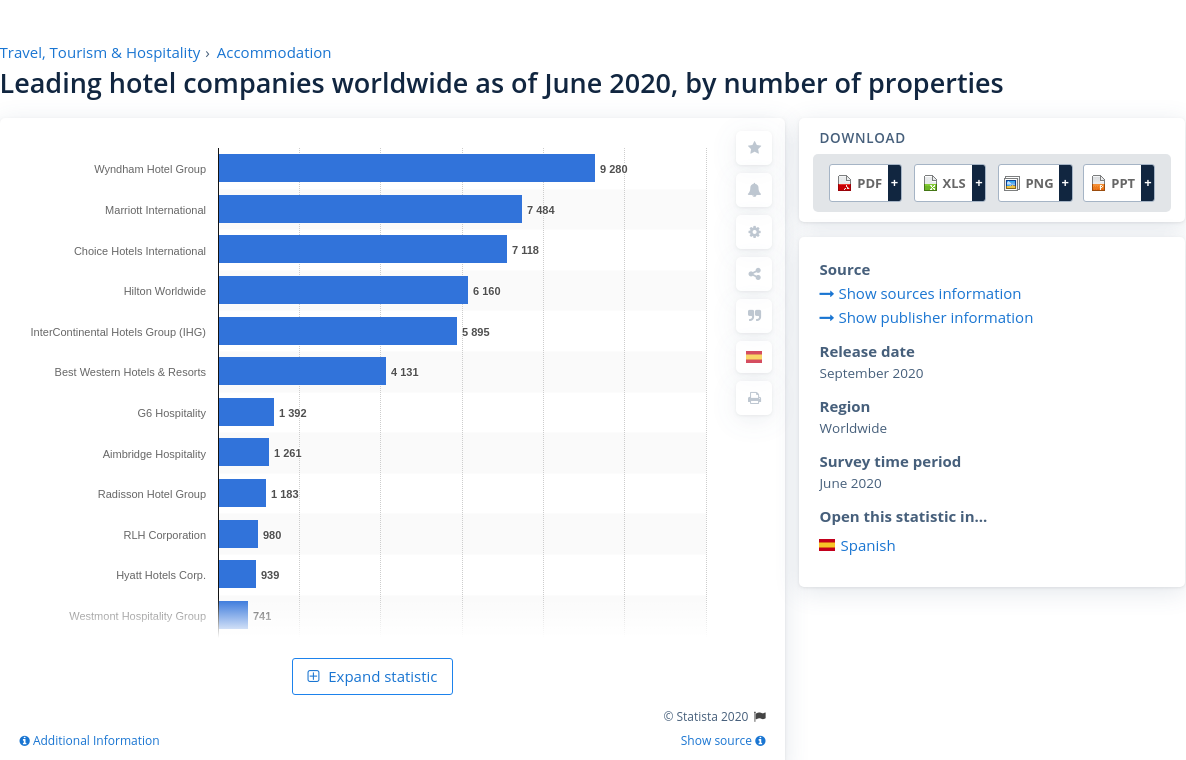 Travel, Tourism & Hospitality › Accommodation
Leading hotel companies worldwide as of June 2020, by number of properties
Wyndham Hotel Group 9 280
Marriott International 7 484
Choice Hotels International 7 118
Hilton Worldwide 6 160
InterContinental Hotels Group (IHG) 5 895
Best Western Hotels & Resorts 4 131
G6 Hospitality 1 392
Aimbridge Hospitality 1 261
Radisson Hotel Group 1 183
RLH Corporation 980
Hyatt Hotels Corp. 939
Westmont Hospitality Group 741
Expand statistic
© Statista 2020
Additional Information
Show source
DOWNLOAD
PDF + XLS + PNG + PPT +
Source
Show sources information
Show publisher information
Release date
September 2020
Region
Worldwide
Survey time period
June 2020
Open this statistic in...
Spanish